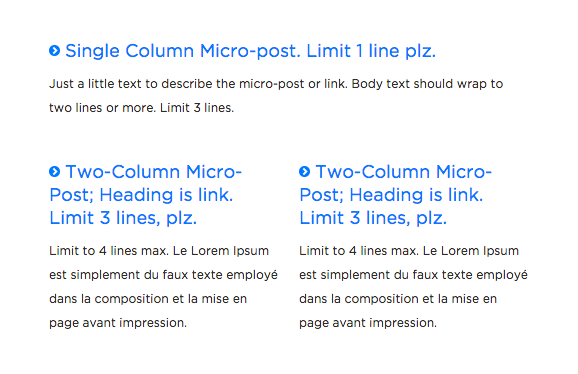 Single Column Micro-post. Limit 1 line plz.
Just a little text to describe the micro-post or link. Body text should wrap to
two lines or more. Limit 3 lines.
Two-Column Micro-
Post; Heading is link.
Limit 3 lines, plz.
Limit to 4 lines max. Le Lorem Ipsum
est simplement du faux texte employé
dans la composition et la mise en
page avant impression.
Two-Column Micro-
Post; Heading is link.
Limit 3 lines, plz.
Limit to 4 lines max. Le Lorem Ipsum
est simplement du faux texte employé
dans la composition et la mise en
page avant impression.